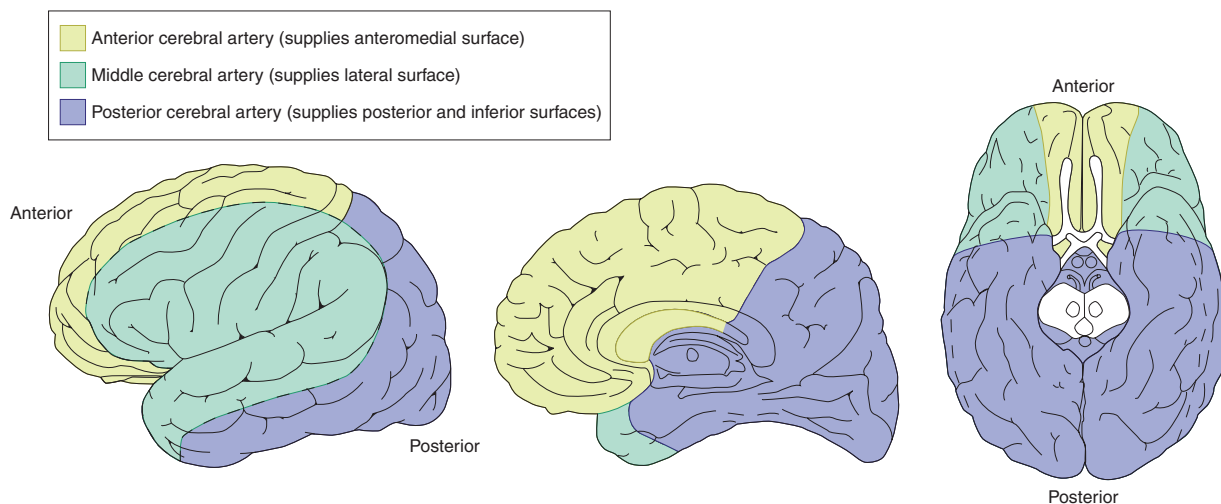 Anterior cerebral artery (supplies anteromedial surface)
Middle cerebral artery (supplies lateral surface)
Posterior cerebral artery (supplies posterior and inferior surfaces)
Anterior
Anterior
Posterior
Posterior